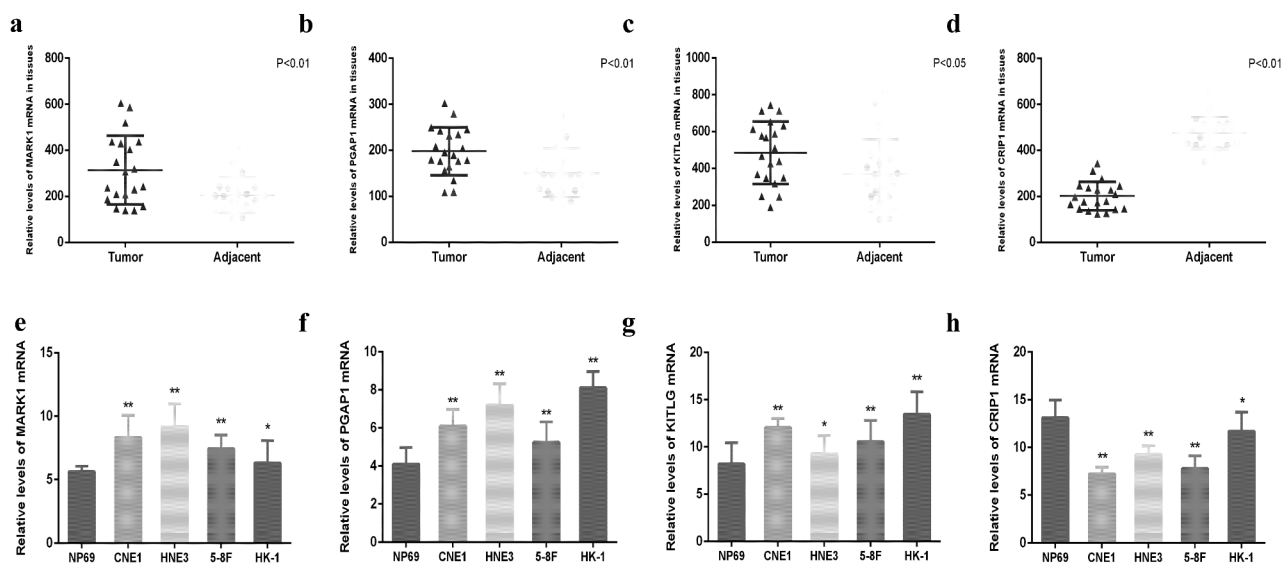 a
Relative levels of MARK1 mRNA in tissues
800
600
400
200
0
P<0.01
Tumor
Adjacent
b
Relative levels of PGAP1 mRNA in tissues
400
300
200
100
0
P<0.01
Tumor
Adjacent
c
Relative levels of KITLG mRNA in tissues
1000
800
600
400
200
0
P<0.05
Tumor
Adjacent
d
Relative levels of CRIP1 mRNA in tissues
800
600
400
200
0
P<0.01
Tumor
Adjacent
e
Relative levels of MARK1 mRNA
15
10
5
0
**
**
**
*
NP69
CNE1
HNE3
5-8F
HK-1
f
Relative levels of PGAP1 mRNA
10
8
6
4
2
0
**
**
**
**
NP69
CNE1
HNE3
5-8F
HK-1
g
Relative levels of KITLG mRNA
20
15
10
5
0
**
*
**
**
NP69
CNE1
HNE3
5-8F
HK-1
h
Relative levels of CRIP1 mRNA
20
15
10
5
0
**
**
**
*
NP69
CNE1
HNE3
5-8F
HK-1